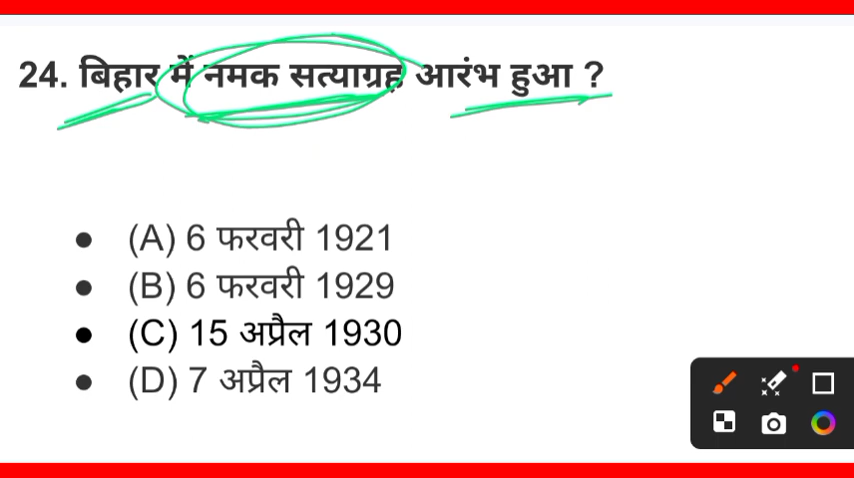 24. बिहार में नमक सत्याग्रह आरंभ हुआ ?
● (A) 6 फरवरी 1921
● (B) 6 फरवरी 1929
● (C) 15 अप्रैल 1930
● (D) 7 अप्रैल 1934